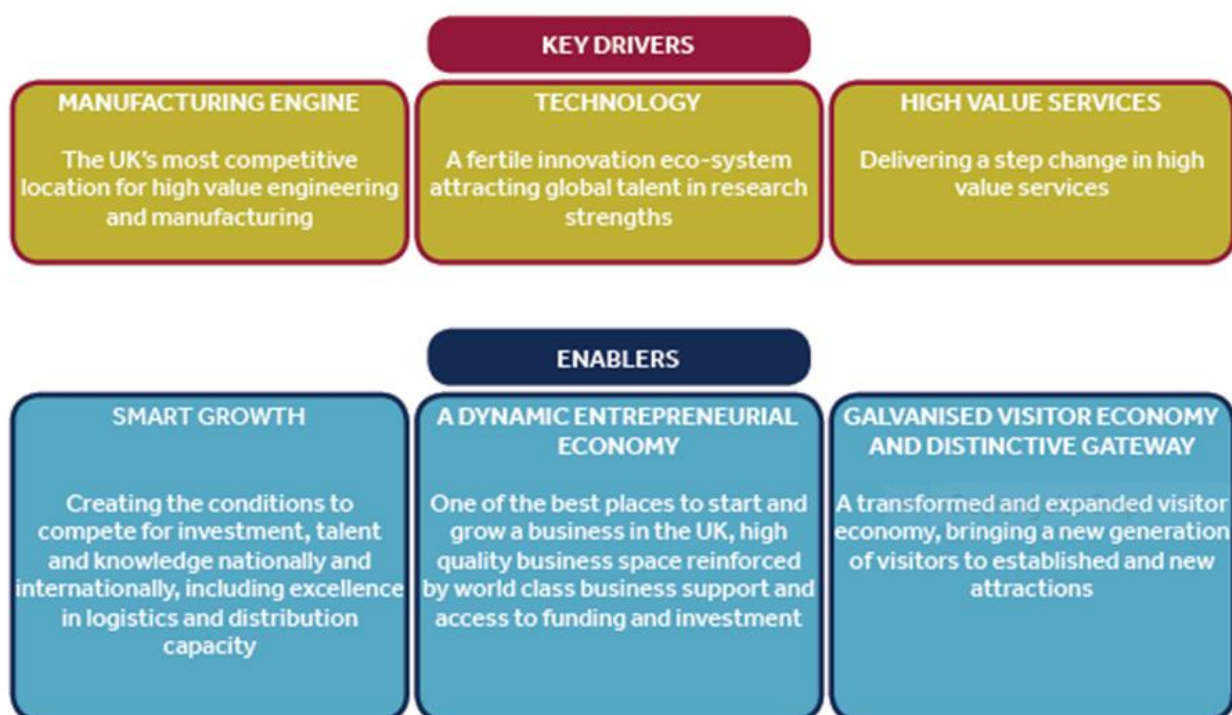 KEY DRIVERS
MANUFACTURING ENGINE
The UK's most competitive
location for high value engineering
and manufacturing
TECHNOLOGY
A fertile innovation eco-system
attracting global talent in research
strengths
HIGH VALUE SERVICES
Delivering a step change in high
value services
ENABLERS
SMART GROWTH
Creating the conditions to
compete for investment, talent
and knowledge nationally and
internationally, including excellence
in logistics and distribution
capacity
A DYNAMIC ENTREPRENEURIAL
ECONOMY
One of the best places to start and
grow a business in the UK, high
quality business space reinforced
by world class business support and
access to funding and investment
GALVANISED VISITOR ECONOMY
AND DISTINCTIVE GATEWAY
A transformed and expanded visitor
economy, bringing a new generation
of visitors to established and new
attractions